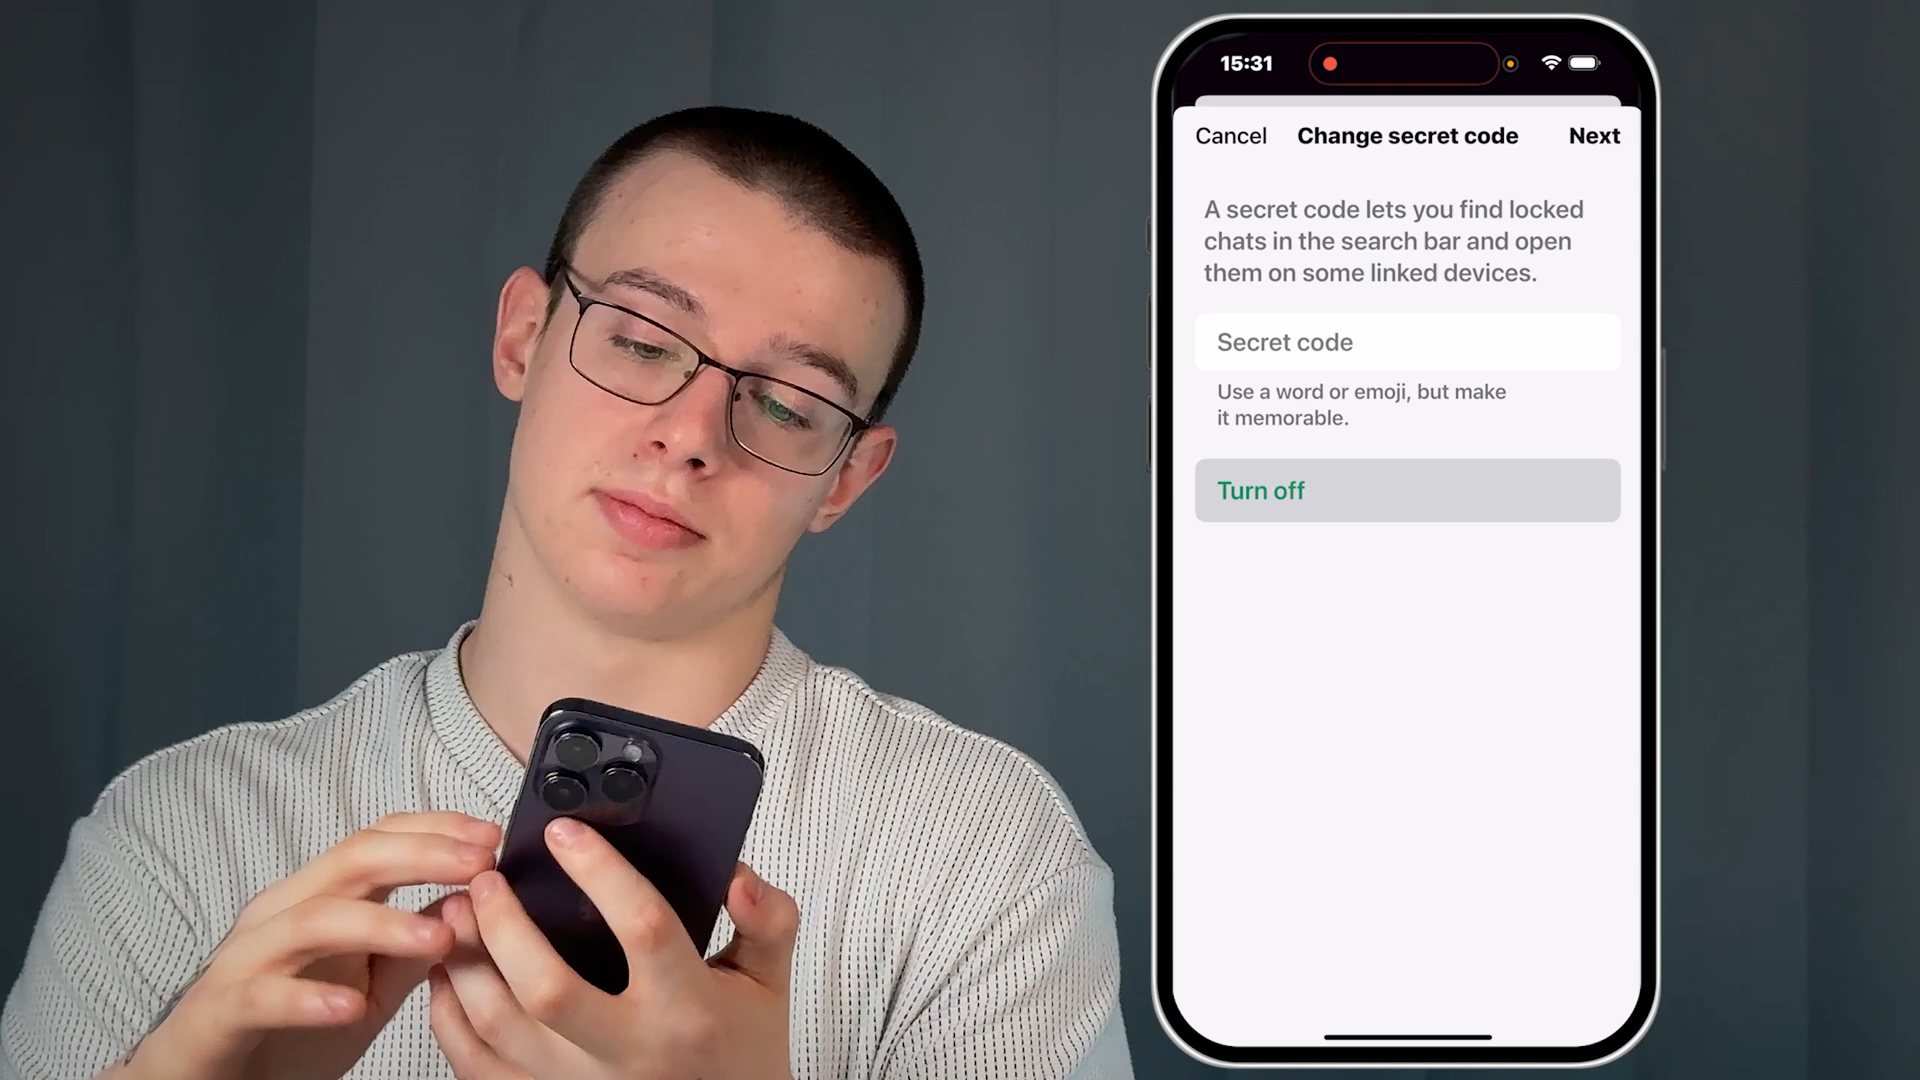 15:31
Cancel Change secret code Next
A secret code lets you find locked
chats in the search bar and open
them on some linked devices.
Secret code
Use a word or emoji, but make
it memorable.
Turn off